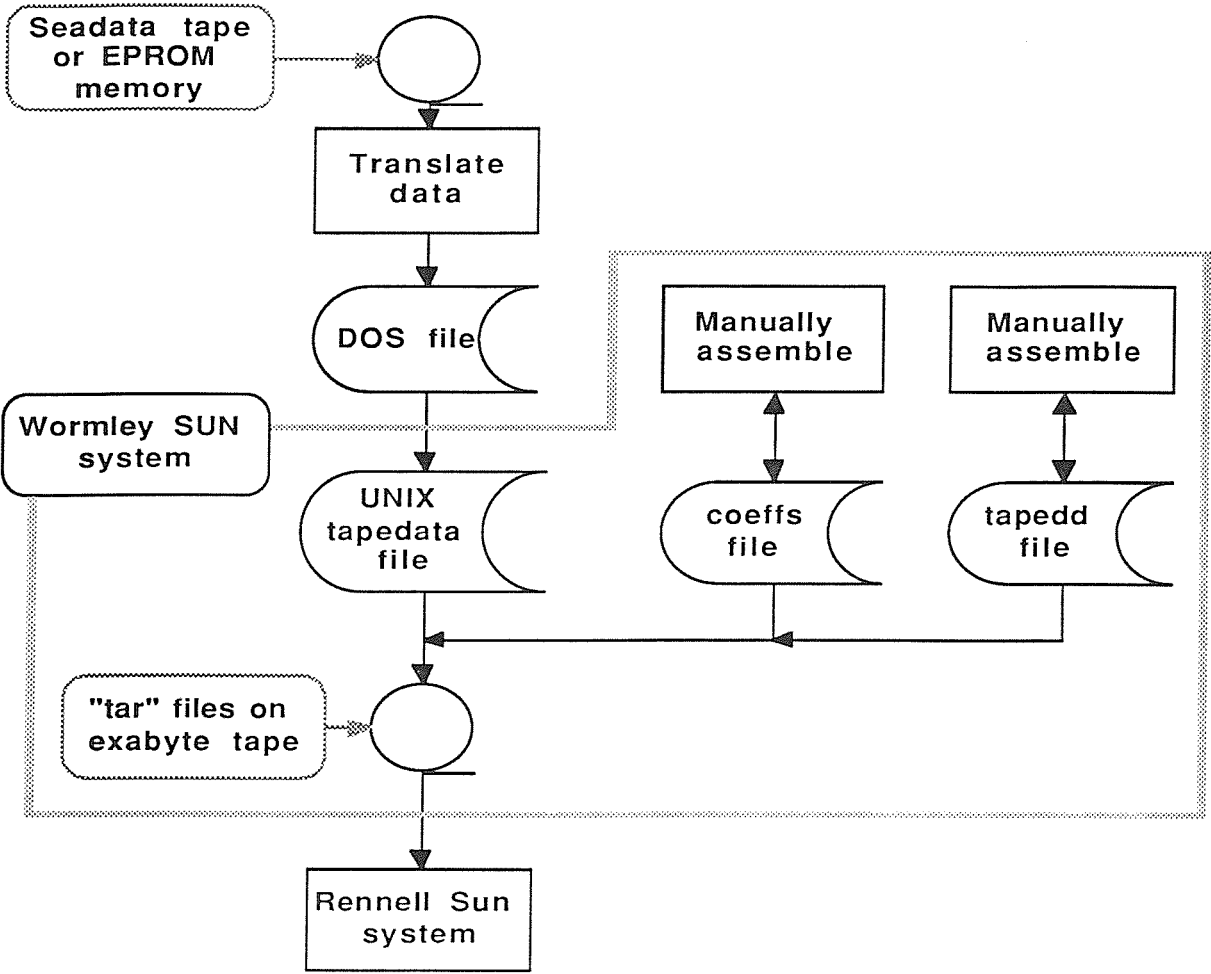 Seadata tape
or EPROM
memory
Translate
data
DOS file
Manually
assemble
Manually
assemble
Wormley SUN
system
UNIX
tapedata
file
coeffs
file
tapedd
file
"tar" files on
exabyte tape
Rennell Sun
system